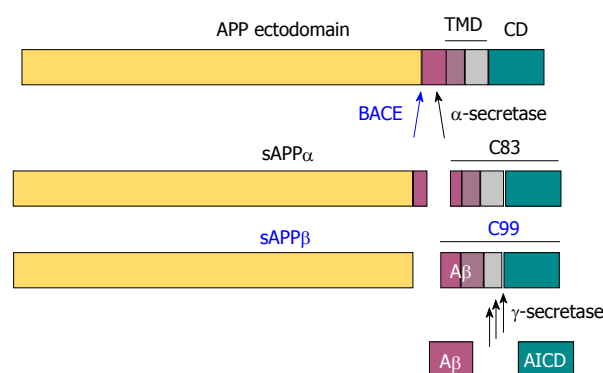 APP ectodomain
TMD
CD
BACE
α-secretase
sAPPα
C83
sAPPβ
C99
Aβ
γ-secretase
Aβ
AICD